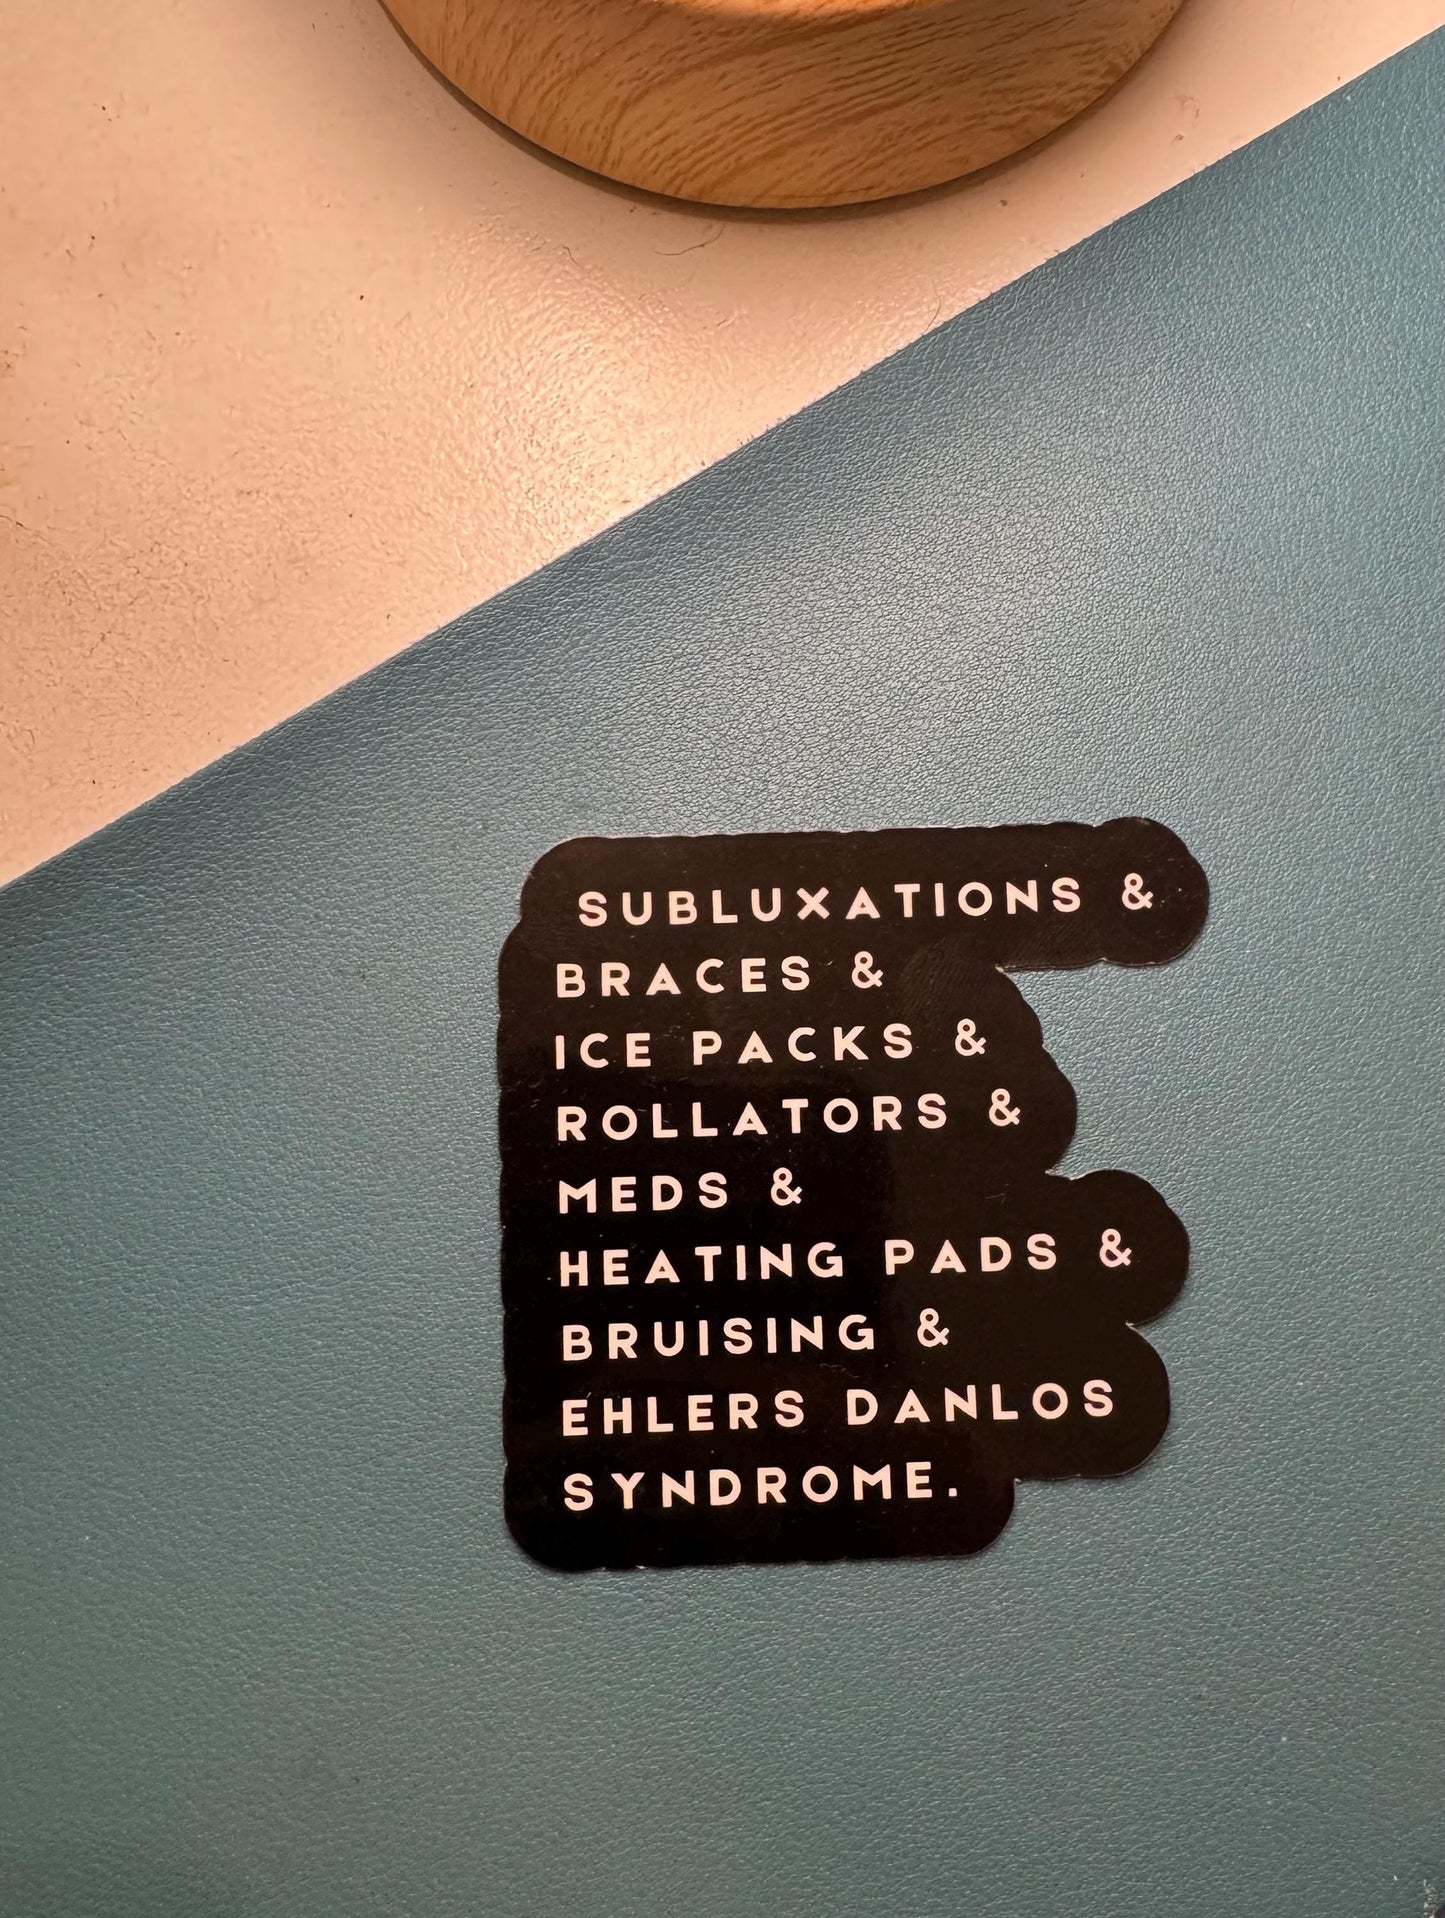 SUBLUXATIONS &
BRACES &
ICE PACKS &
ROLLATORS &
MEDS &
HEATING PADS &
BRUISING &
EHLERS DANLOS
SYNDROME.